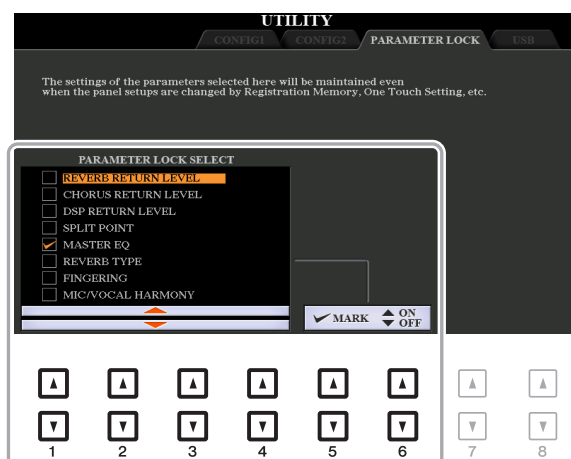 UTILITY
CONFIG1 CONFIG2 PARAMETER LOCK USB
The settings of the parameters selected here will be maintained even
when the panel setups are changed by Registration Memory, One Touch Setting, etc.
PARAMETER LOCK SELECT
REVERB RETURN LEVEL
CHORUS RETURN LEVEL
DSP RETURN LEVEL
SPLIT POINT
MASTER EQ
REVERB TYPE
FINGERING
MIC/VOCAL HARMONY
MARK ON
OFF
1 2 3 4 5 6 7 8